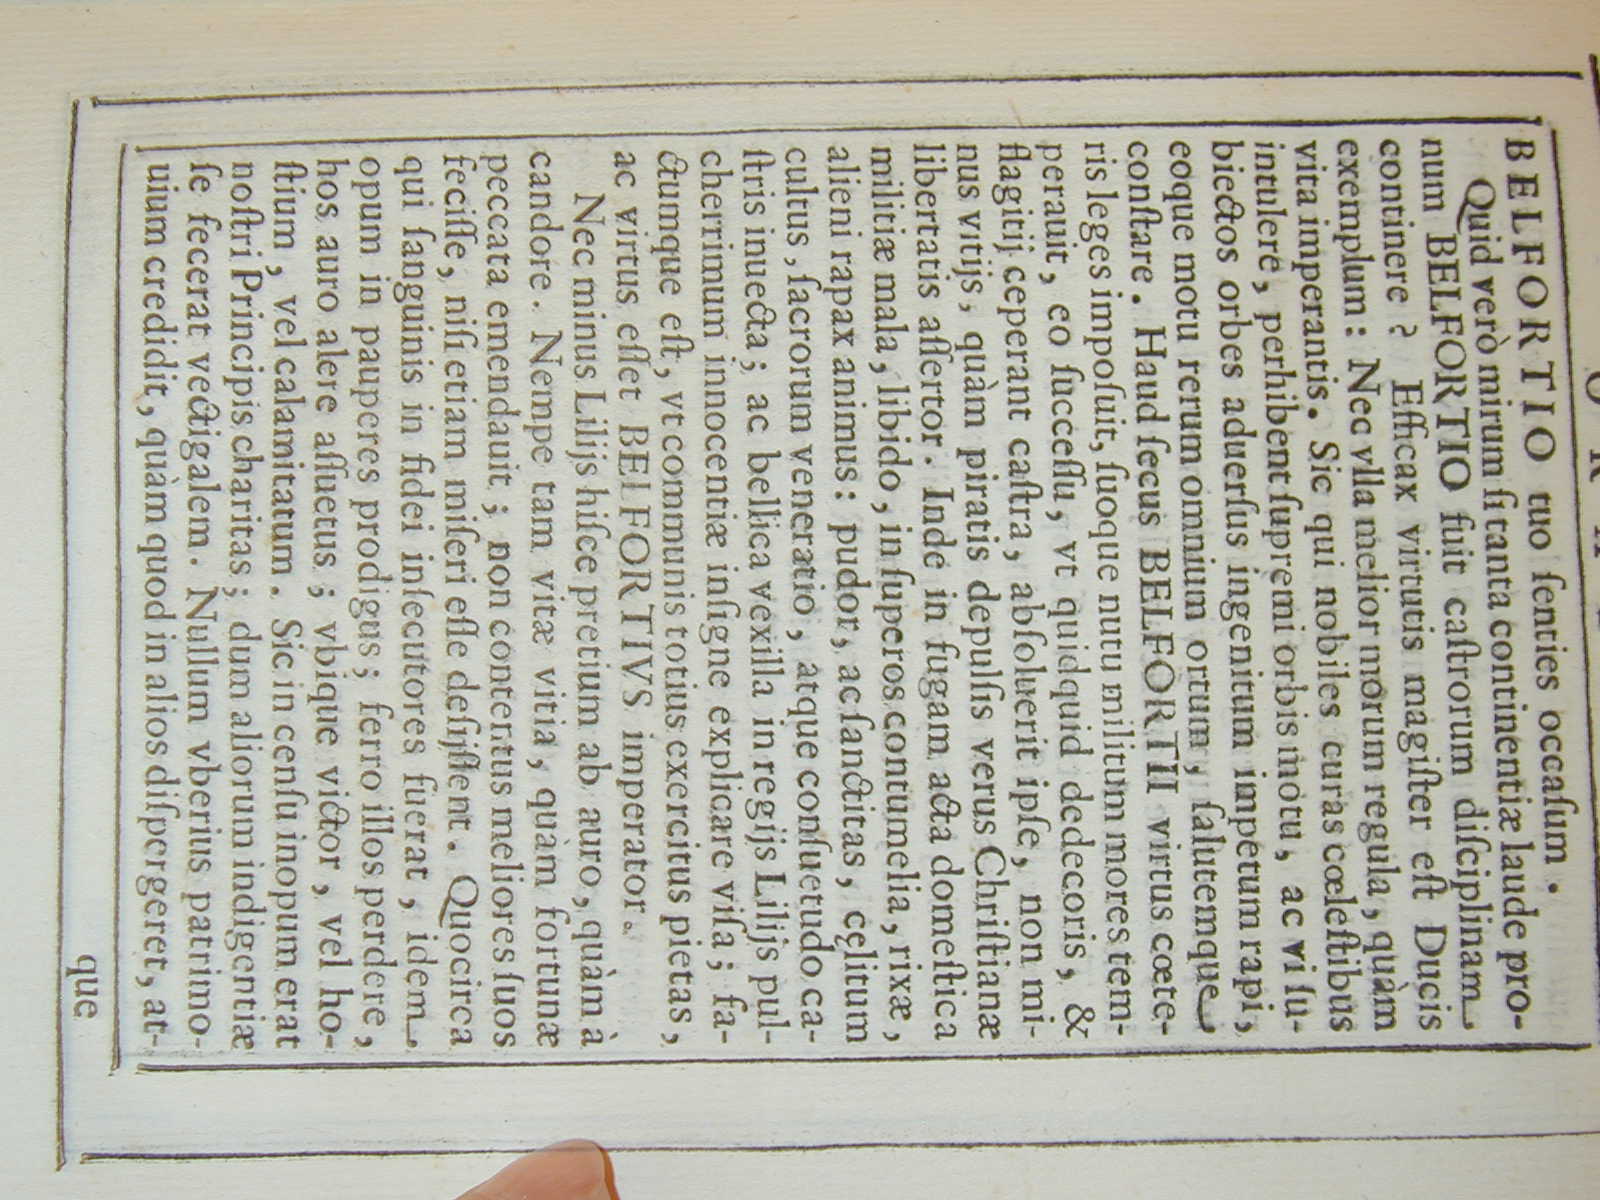 BELFORTIO tuo ſenties occaſum.
Quid verò mirum ſi tanta continentiæ laude pro-
num BELFORTIO fuit caſtrorum diſciplinam
continere? Efficax virtutis magiſter eſt Ducis
exemplum: Nec vlla melior morum regula, quàm
vita imperantis. Sic qui nobiles curas cœleſtibus
intulere, perhibent ſupremi orbis motu, ac vi ſu-
biectos orbes aduerſus ingenitum impetum rapi,
eoque motu rerum omnium ortum, ſalutemque
conſtare. Haud ſecus BELFORTII virtus cœte-
ris leges impoſuit, ſuoque nutu militum mores tem-
perauit, eo ſucceſſu, vt quidquid dedecoris, &
flagitij ceperant caſtra, abſoluerit ipſe, non mi-
nus vitijs, quàm piratis depulſis verus Chriſtianæ
libertatis aſſertor. Inde in fugam acta domeſtica
militiæ mala, libido, in ſuperos contumelia, rixæ,
alieni rapax animus: pudor, ac ſanctitas, cęlitum
cultus, ſacrorum veneratio, atque conſuetudo ca-
ſtris inuecta; ac bellica vexilla in regijs Lilijs pul-
cherrimum innocentiæ inſigne explicare viſa; fa-
ctumque eſt, vt communis totius exercitus pietas,
ac virtus eſſet BELFORTIVS imperator.
Nec minus Lilijs hiſce pretium ab auro, quàm à
candore. Nempe tam vitæ vitia, quàm fortunæ
peccata emendauit; non contentus meliores ſuos
feciſſe, niſi etiam miſeri eſſe deſijſſent. Quocirca
qui ſanguinis in fidei inſecutores fuerat, idem
opum in pauperes prodigus; ferro illos perdere,
hos auro alere aſſuetus; vbique victor, vel ho-
ſtium, vel calamitatum. Sic in cenſu inopum erat
noſtri Principis charitas; dum aliorum indigentiæ
ſe fecerat vectigalem. Nullum vberius patrimo-
uium credidit, quàm quod in alios diſpergeret, at-
que